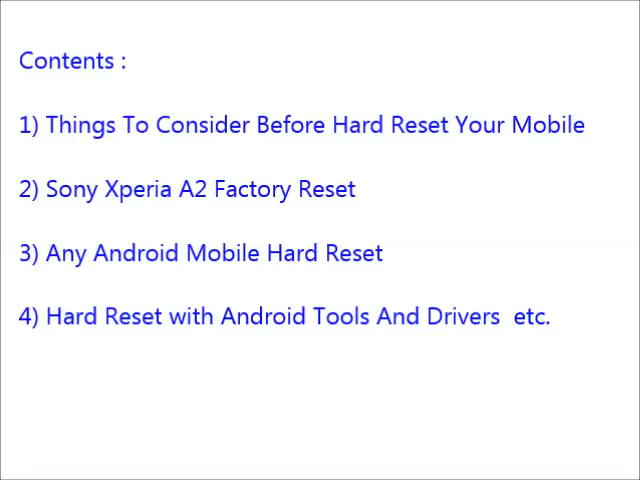 Contents :
1) Things To Consider Before Hard Reset Your Mobile
2) Sony Xperia A2 Factory Reset
3) Any Android Mobile Hard Reset
4) Hard Reset with Android Tools And Drivers  etc.